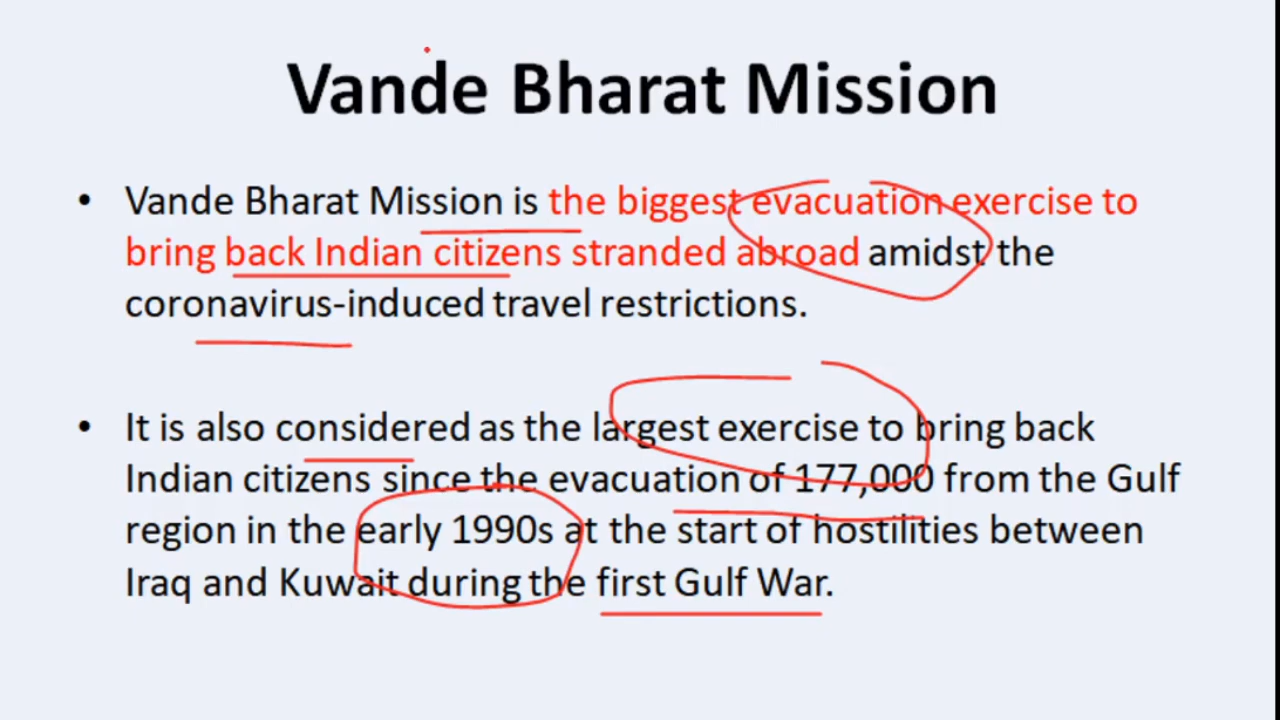 Vande Bharat Mission
• Vande Bharat Mission is the biggest evacuation exercise to
bring back Indian citizens stranded abroad amidst the
coronavirus-induced travel restrictions.
• It is also considered as the largest exercise to bring back
Indian citizens since the evacuation of 177,000 from the Gulf
region in the early 1990s at the start of hostilities between
Iraq and Kuwait during the first Gulf War.